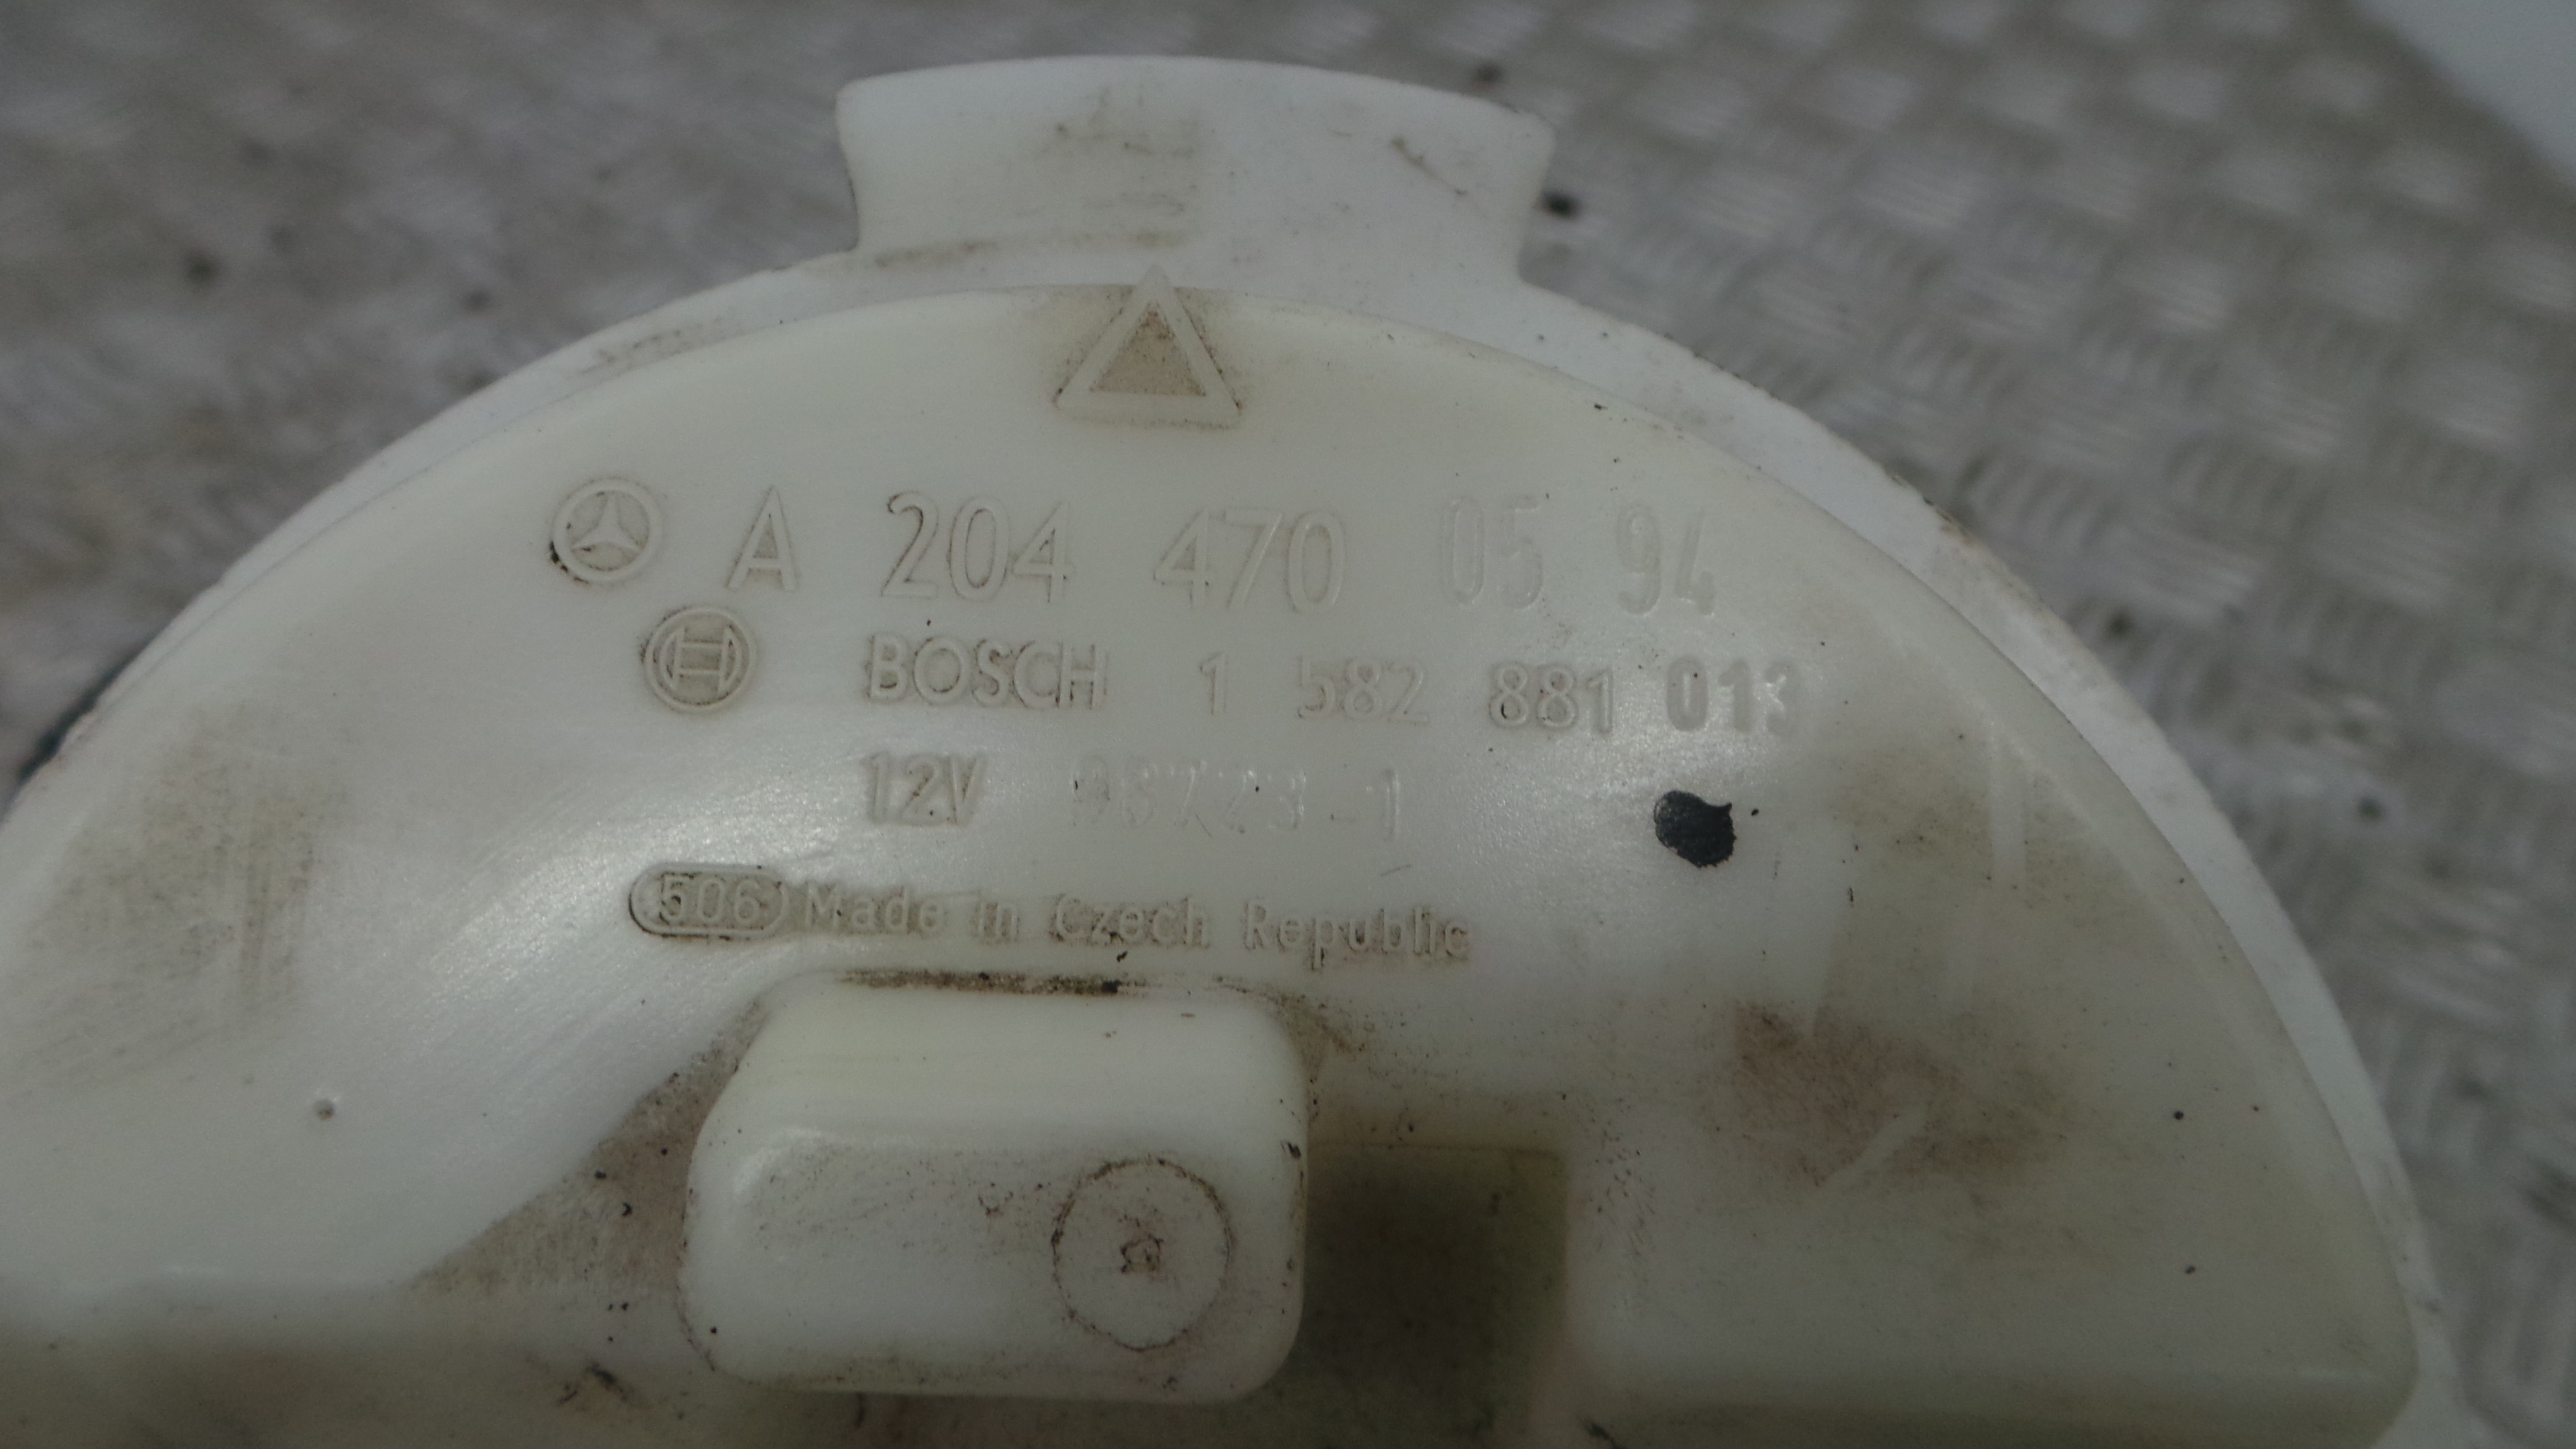 A 204 470 05 94
BOSCH 1 582 881 013
12V
506 Made in Czech Republic